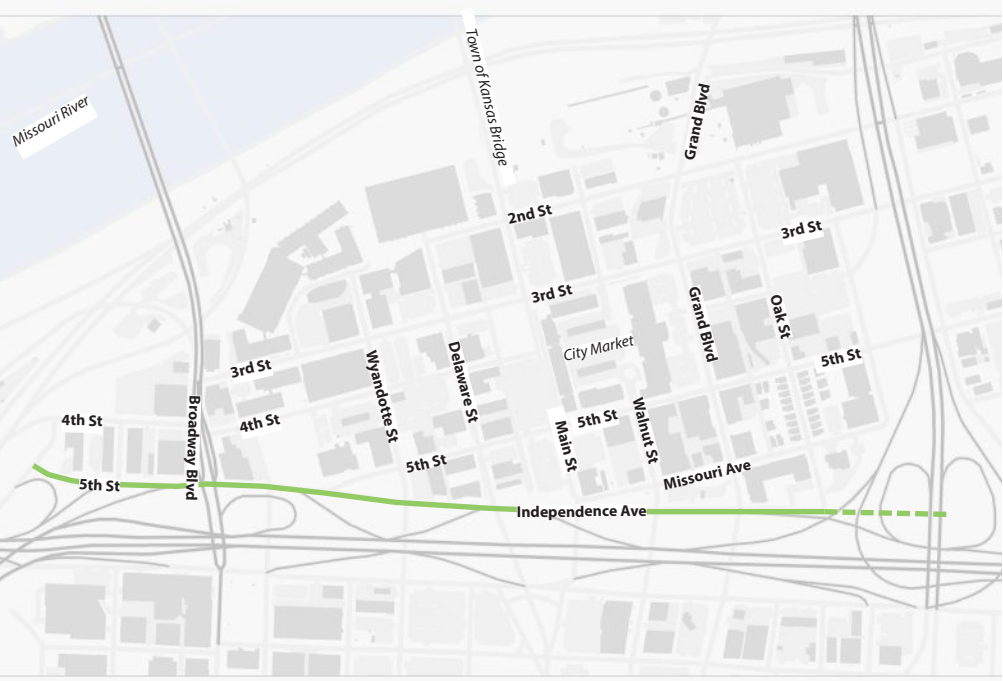 Missouri River
Town of Kansas Bridge
Grand Blvd
2nd St
3rd St
3rd St
Grand Blvd
Oak St
City Market
5th St
3rd St
Wyandotte St
Delaware St
Broadway Blvd
4th St
4th St
Main St
5th St
Walnut St
5th St
Missouri Ave
5th St
Independence Ave